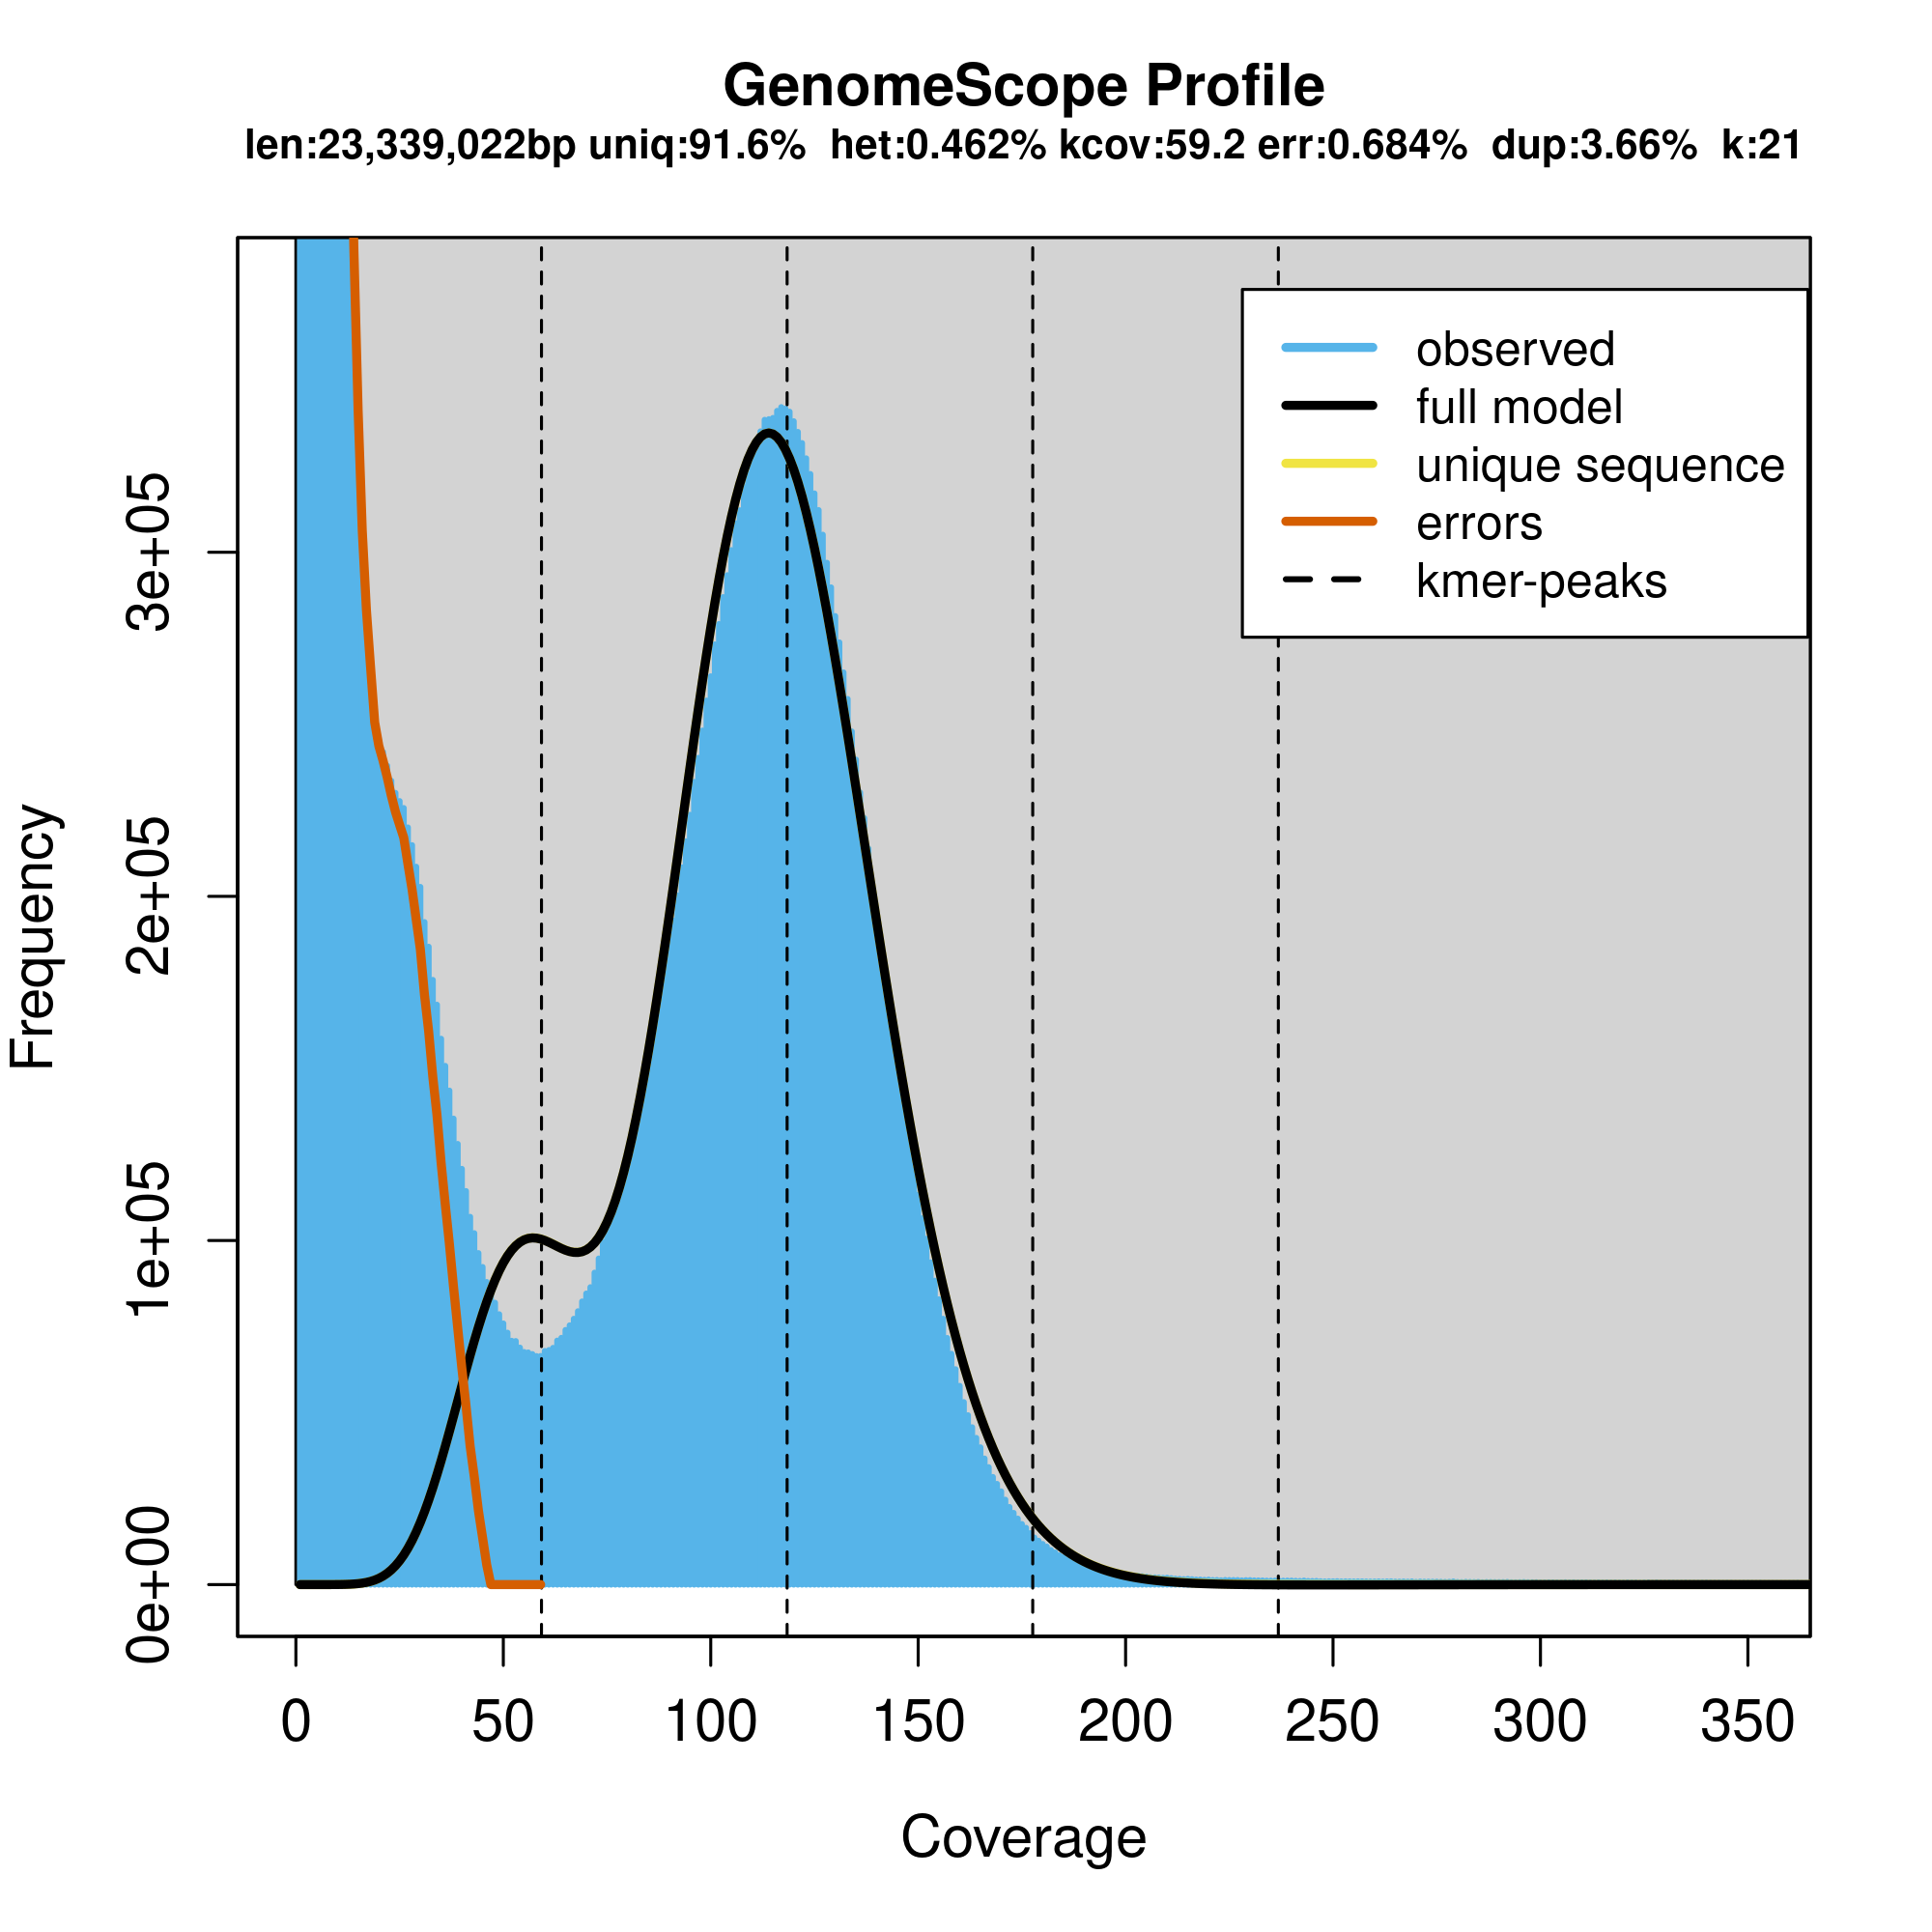 GenomeScope Profile
len:23,339,022bp uniq:91.6% het:0.462% kcov:59.2 err:0.684% dup:3.66% k:21
observed
full model
unique sequence
errors
kmer-peaks
Frequency
3e+05
2e+05
1e+05
0e+00
0 50 100 150 200 250 300 350
Coverage